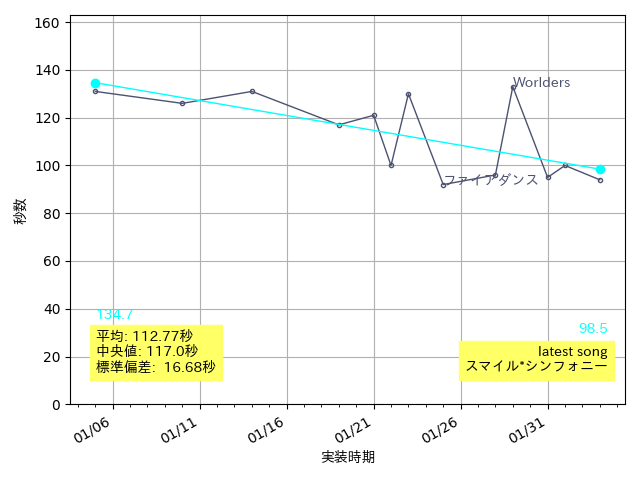 160
140
120
100
80
60
40
20
0
秒数
Worlders
ファイアダンス
134.7
平均: 112.77秒
中央値: 117.0秒
標準偏差: 16.68秒
98.5
latest song
スマイル*シンフォニー
01/06
01/11
01/16
01/21
01/26
01/31
実装時期